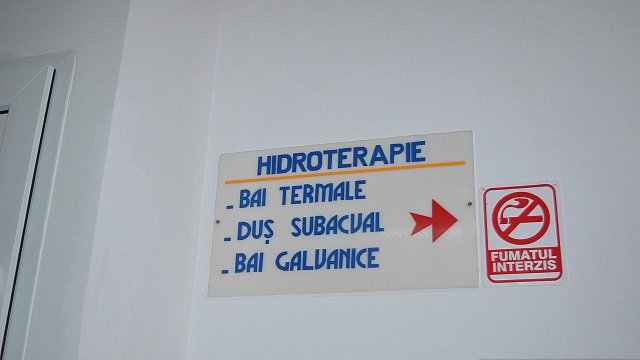 HIDROTERAPIE
- BAI TERMALE
- DUȘ SUBACVAL
- BAI GALVANICE
FUMATUL
INTERZIS